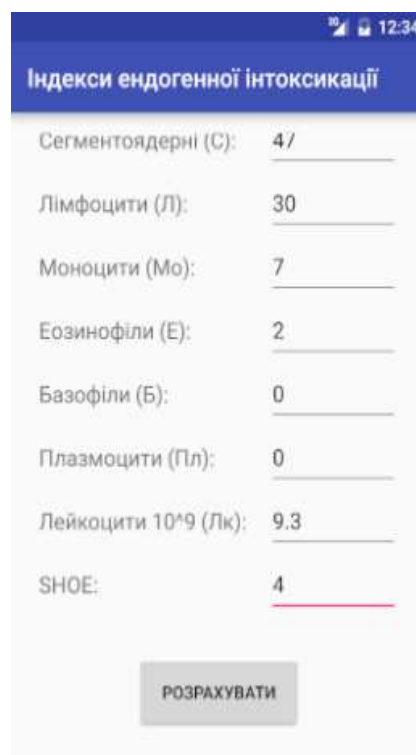 12:34
Індекси ендогенної інтоксикації
Сегментоядерні (С): 47
Лімфоцити (Л): 30
Моноцити (Мо): 7
Еозинофіли (Е): 2
Базофіли (Б): 0
Плазмоцити (Пл): 0
Лейкоцити 10^9 (Лк): 9.3
SHOE: 4
РОЗРАХУВАТИ